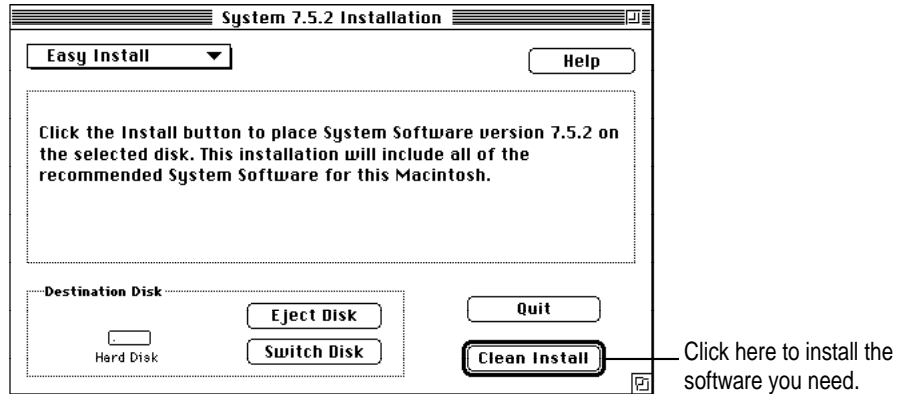 System 7.5.2 Installation
Easy Install
Help
Click the Install button to place System Software version 7.5.2 on
the selected disk. This installation will include all of the
recommended System Software for this Macintosh.
Destination Disk
Eject Disk
Quit
Hard Disk
Switch Disk
Clean Install
Click here to install the
software you need.